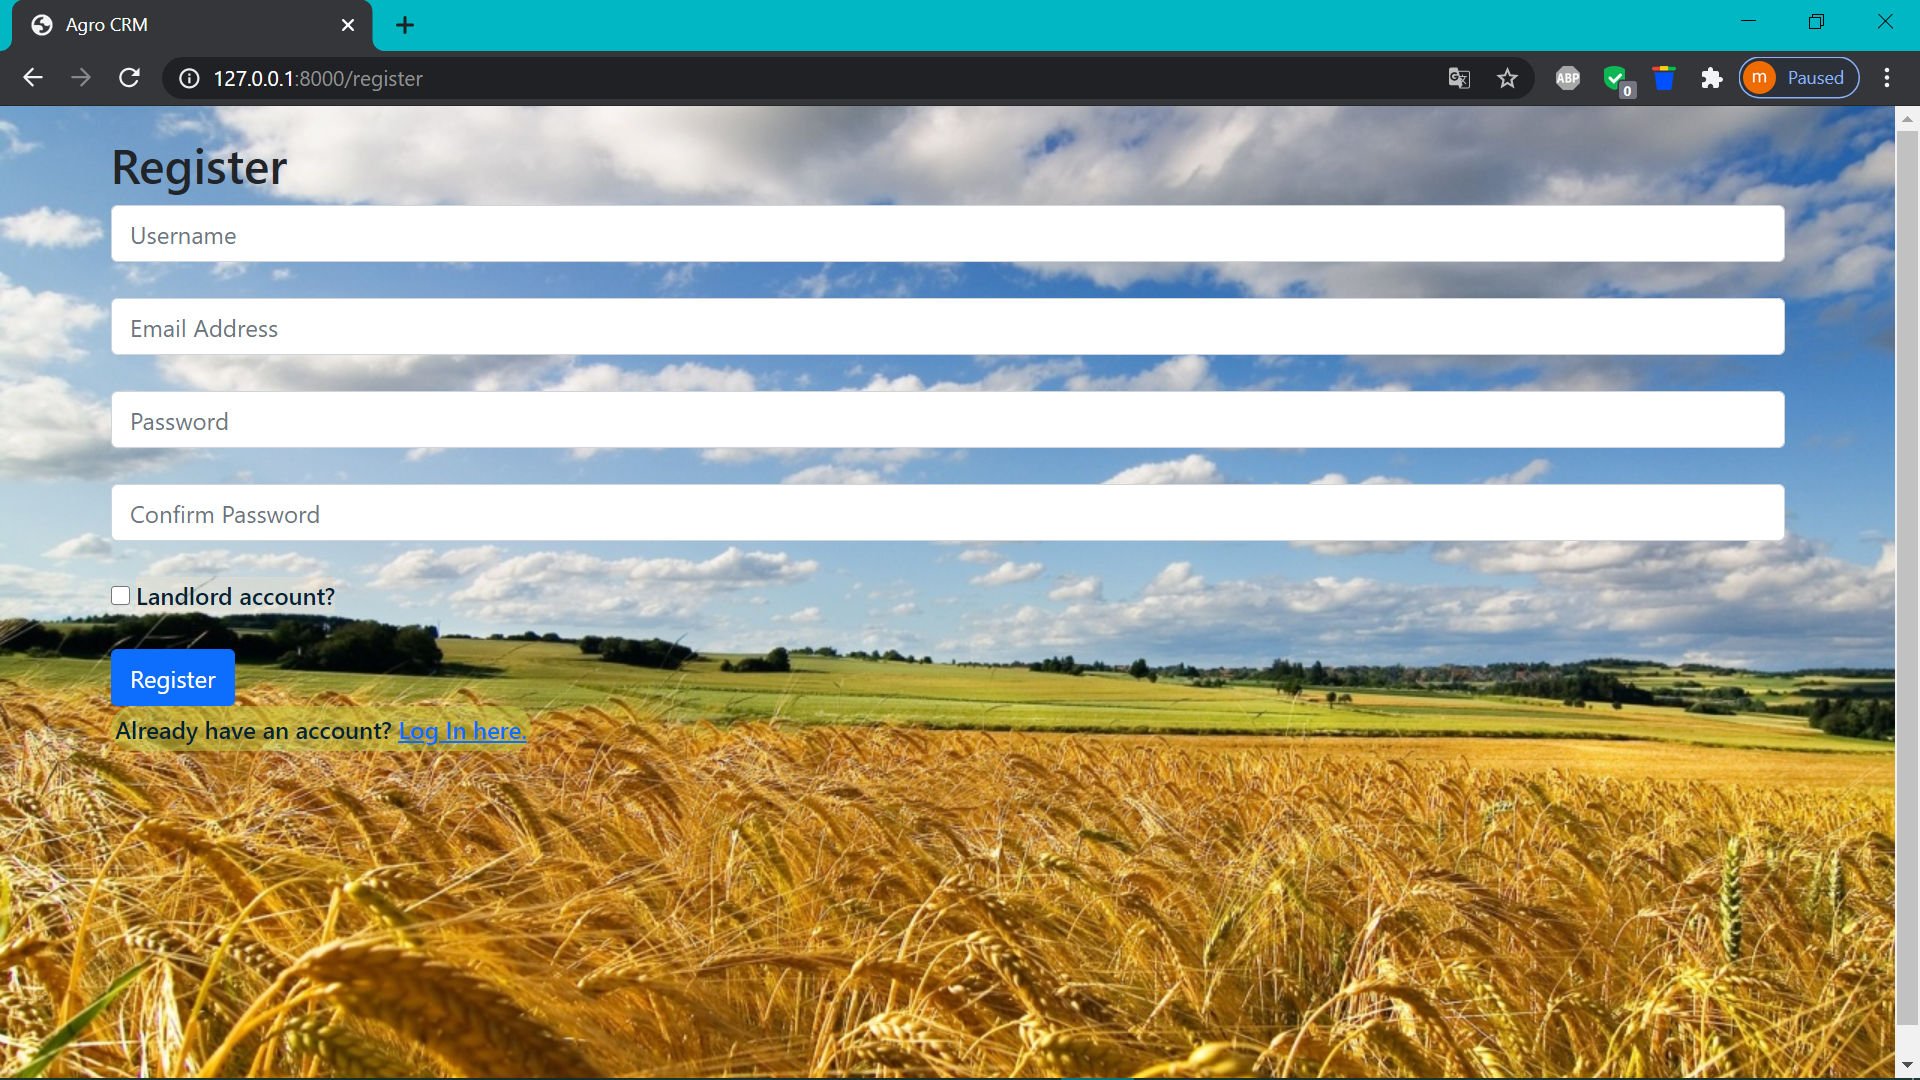 Agro CRM
127.0.0.1:8000/register
ABP
0
m Paused
Register
Username
Email Address
Password
Confirm Password
Landlord account?
Register
Already have an account? Log In here.